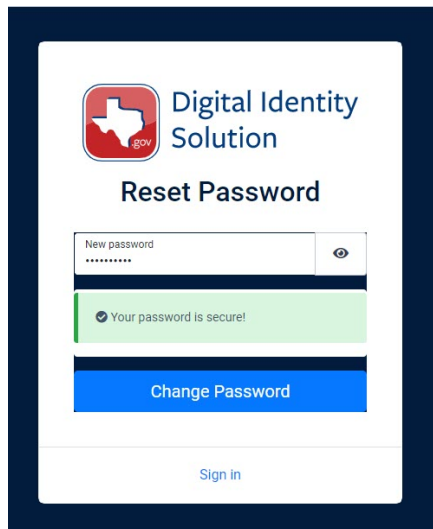 .gov
Digital Identity
Solution
Reset Password
New password
••••••••••
Your password is secure!
Change Password
Sign in